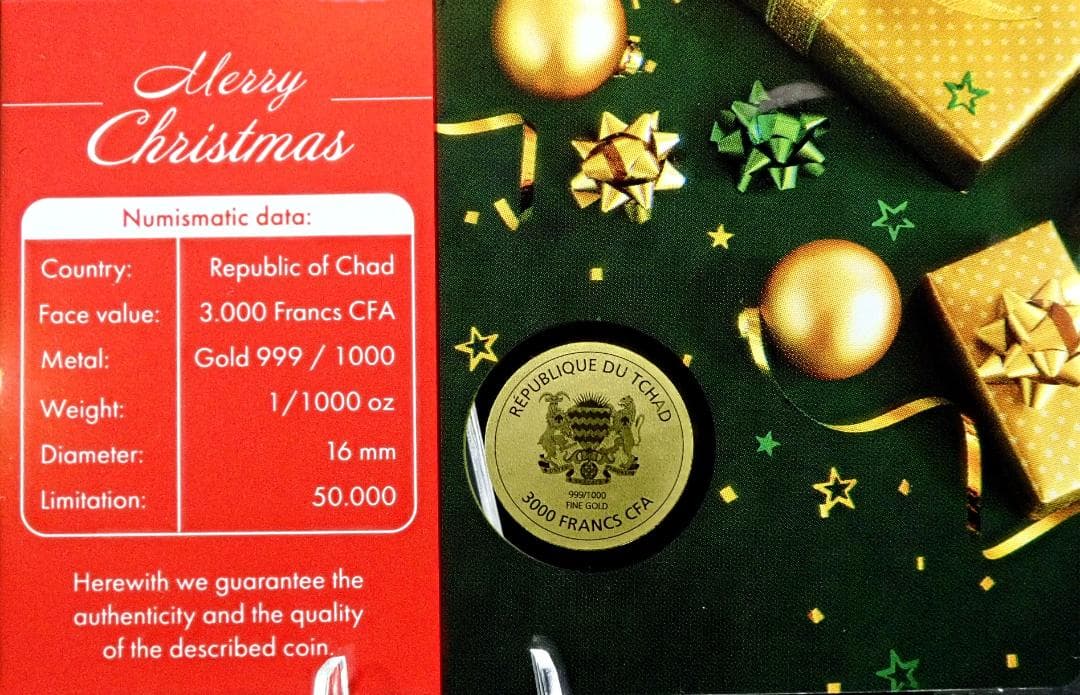 Merry
Christmas
Numismatic data:
Country: Republic of Chad
Face value: 3.000 Francs CFA
Metal: Gold 999 / 1000
Weight: 1/1000 oz
Diameter: 16 mm
Limitation: 50.000
Herewith we guarantee the
authenticity and the quality
of the described coin.
RÉPUBLIQUE DU TCHAD
999/1000
FINE GOLD
3000 FRANCS CFA